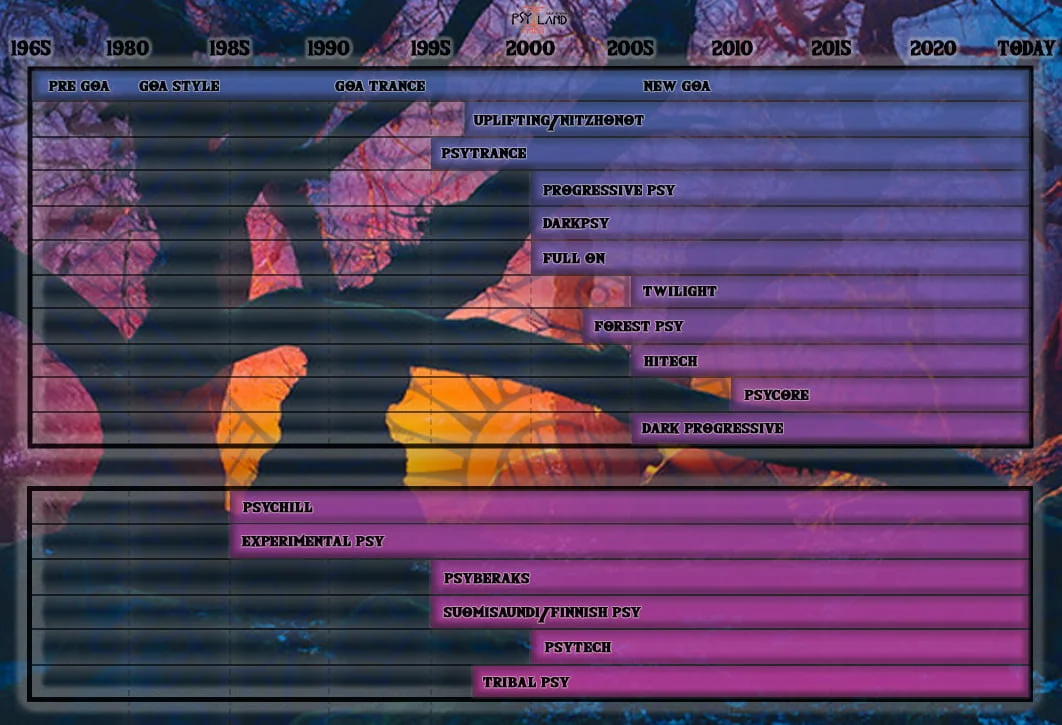 PSY LAND
1965 1980 1985 1990 1995 2000 2005 2010 2015 2020 TODAY
PRE GOA GOA STYLE GOA TRANCE NEW GOA
UPLIFTING/NITZHONOT
PSYTRANCE
PROGRESSIVE PSY
DARKPSY
FULL ON
TWILIGHT
FOREST PSY
HITECH
PSYCORE
DARK PROGRESSIVE
PSYCHILL
EXPERIMENTAL PSY
PSYBERAKS
SUOMISAUNDI/FINNISH PSY
PSYTECH
TRIBAL PSY